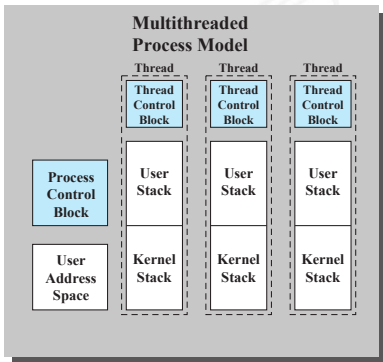 Multithreaded
Process Model
Thread
Thread
Thread
Thread
Control
Block
Thread
Control
Block
Thread
Control
Block
Process
Control
Block
User
Stack
User
Stack
User
Stack
User
Address
Space
Kernel
Stack
Kernel
Stack
Kernel
Stack